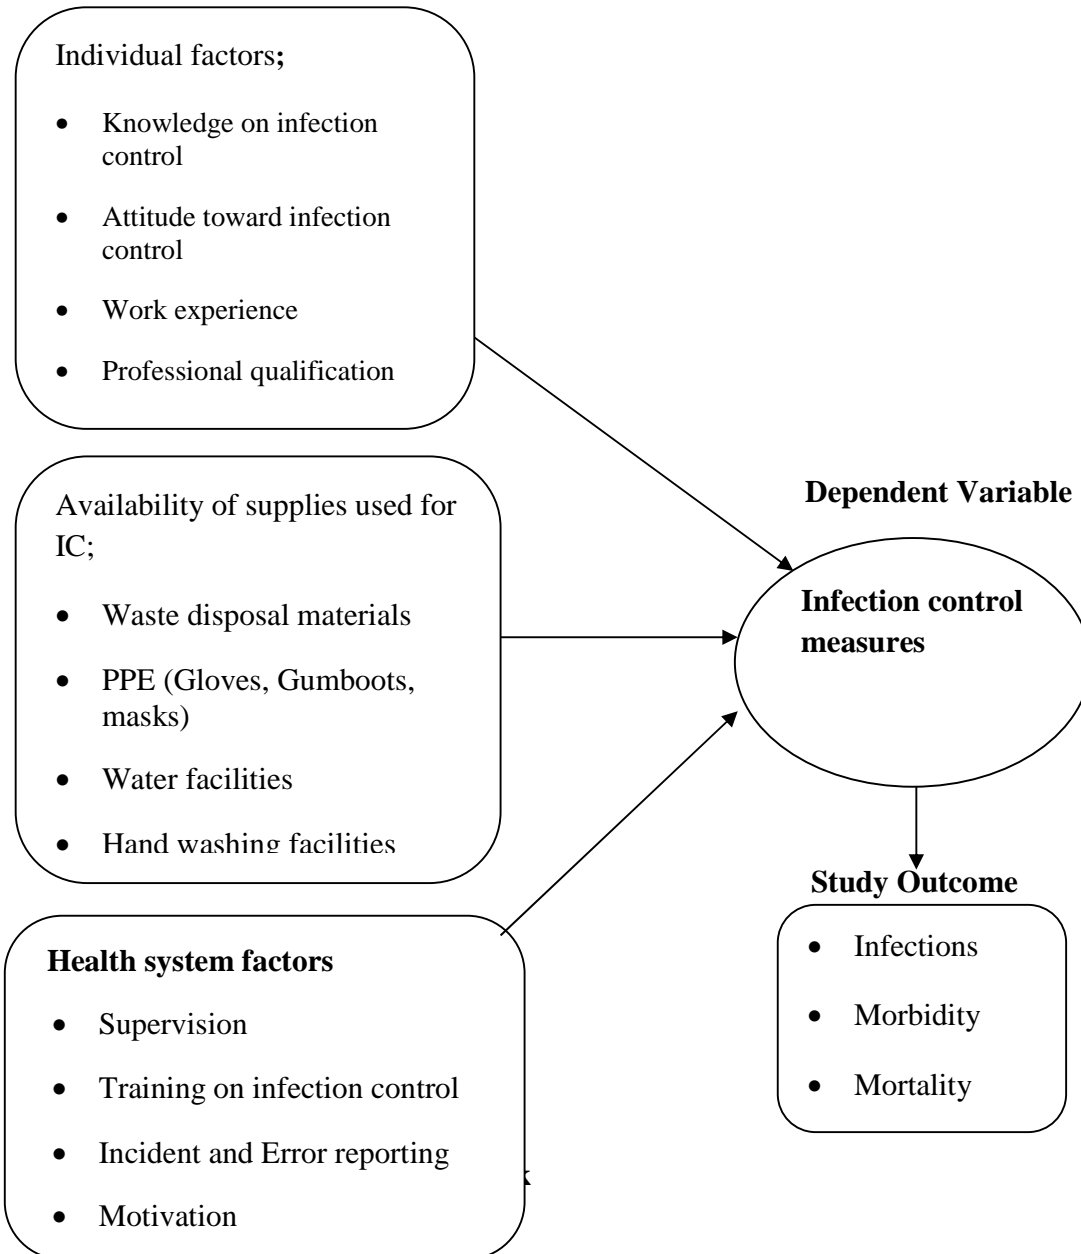 Individual factors;
• Knowledge on infection
control
• Attitude toward infection
control
• Work experience
• Professional qualification
Availability of supplies used for
IC;
• Waste disposal materials
• PPE (Gloves, Gumboots,
masks)
• Water facilities
• Hand washing facilities
Health system factors
• Supervision
• Training on infection control
• Incident and Error reporting
• Motivation
Dependent Variable
Infection control
measures
Study Outcome
• Infections
• Morbidity
• Mortality